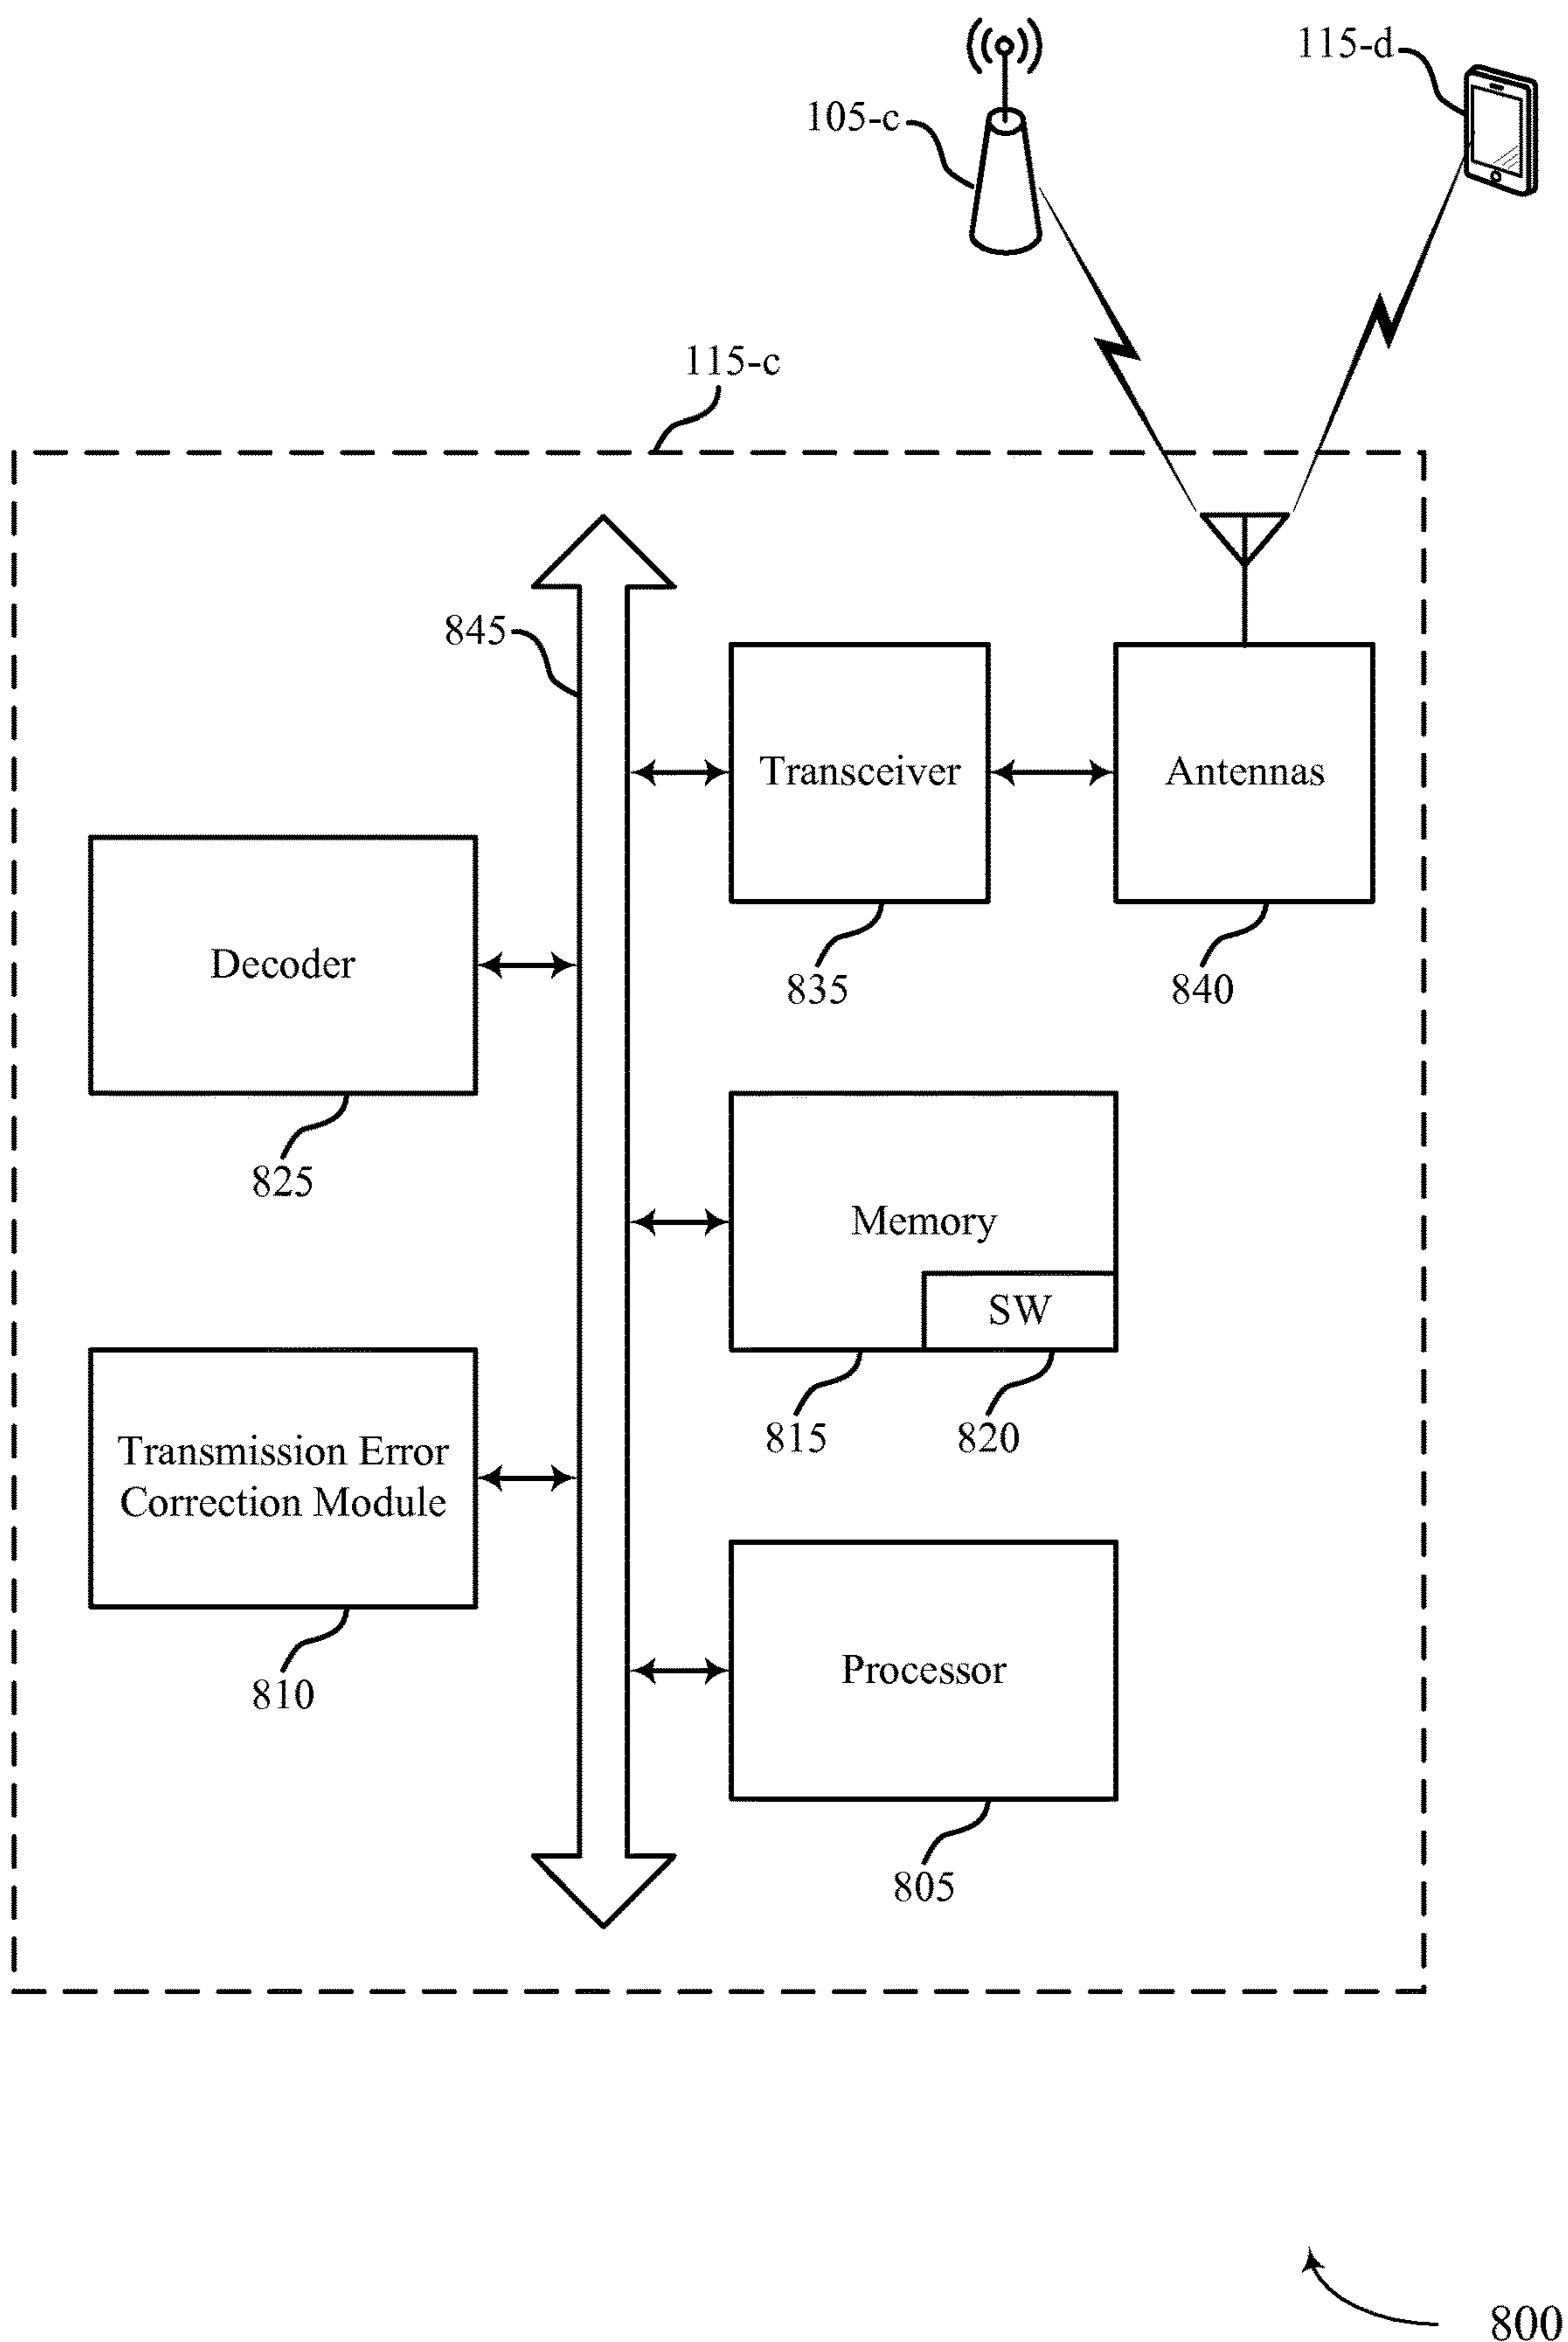 115-d
105-c
115-c
845
Transceiver
Antennas
Decoder
835
840
825
Memory
SW
Transmission Error
Correction Module
815
820
810
Processor
805
800